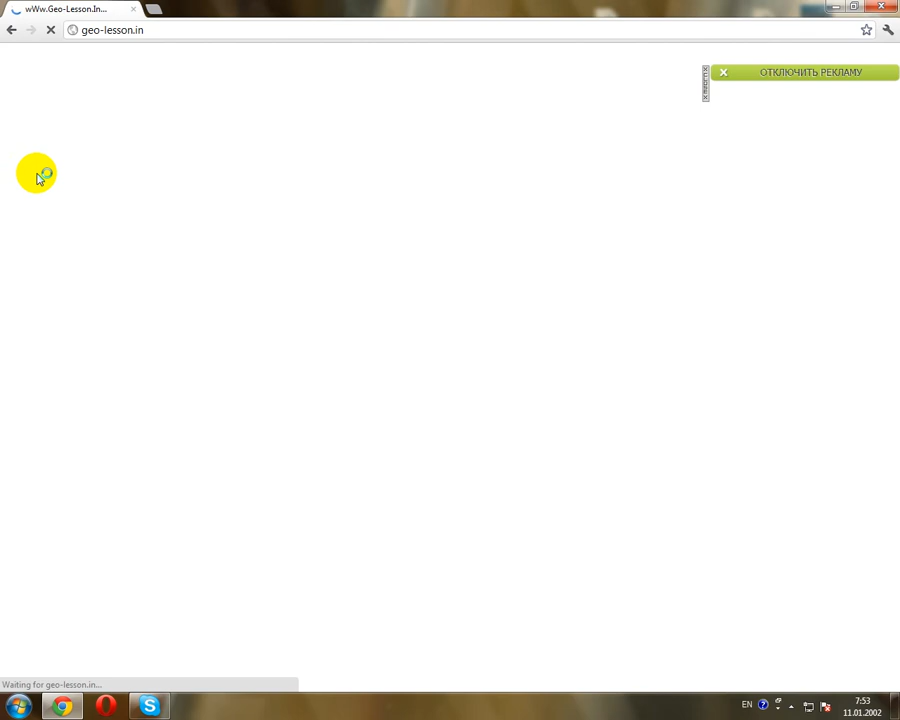 wWw.Geo-Lesson.In...
geo-lesson.in
ОТКЛЮЧИТЬ РЕКЛАМУ
Waiting for geo-lesson.in...
EN
7:53
11.01.2002